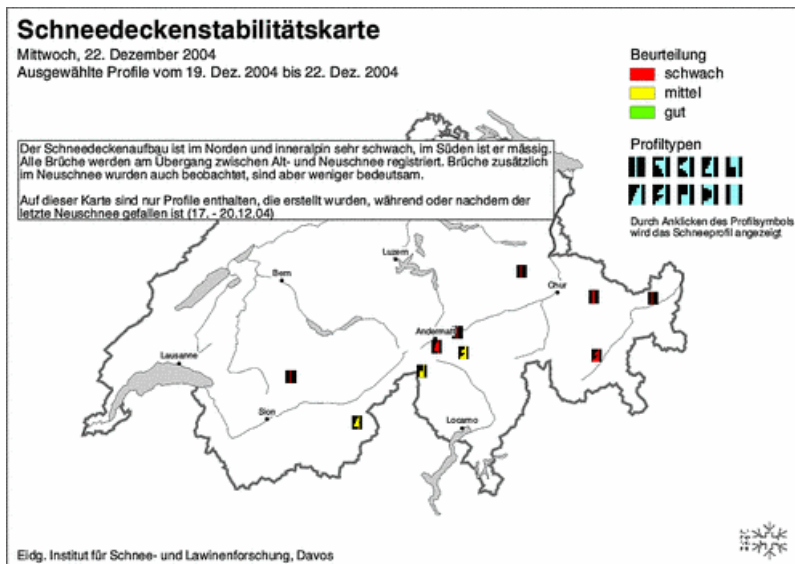 Schneedeckenstabilitätskarte
Mittwoch, 22. Dezember 2004
Ausgewählte Profile vom 19. Dez. 2004 bis 22. Dez. 2004
Beurteilung
schwach
mittel
gut
Der Schneedeckenaufbau ist im Norden und inneralpin sehr schwach, im Süden ist er mässig.
Alle Brüche werden am Übergang zwischen Alt- und Neuschnee registriert. Brüche zusätzlich
im Neuschnee wurden auch beobachtet, sind aber weniger bedeutsam.
Auf dieser Karte sind nur Profile enthalten, die erstellt wurden, während oder nachdem der
letzte Neuschnee gefallen ist (17. - 20.12.04)
Profiltypen
Durch Anklicken des Profilsymbols
wird das Schneeprofil angezeigt
Luzern
Bern
Chur
Andermatt
Lausanne
Sion
Locarno
Eidg. Institut für Schnee- und Lawinenforschung, Davos